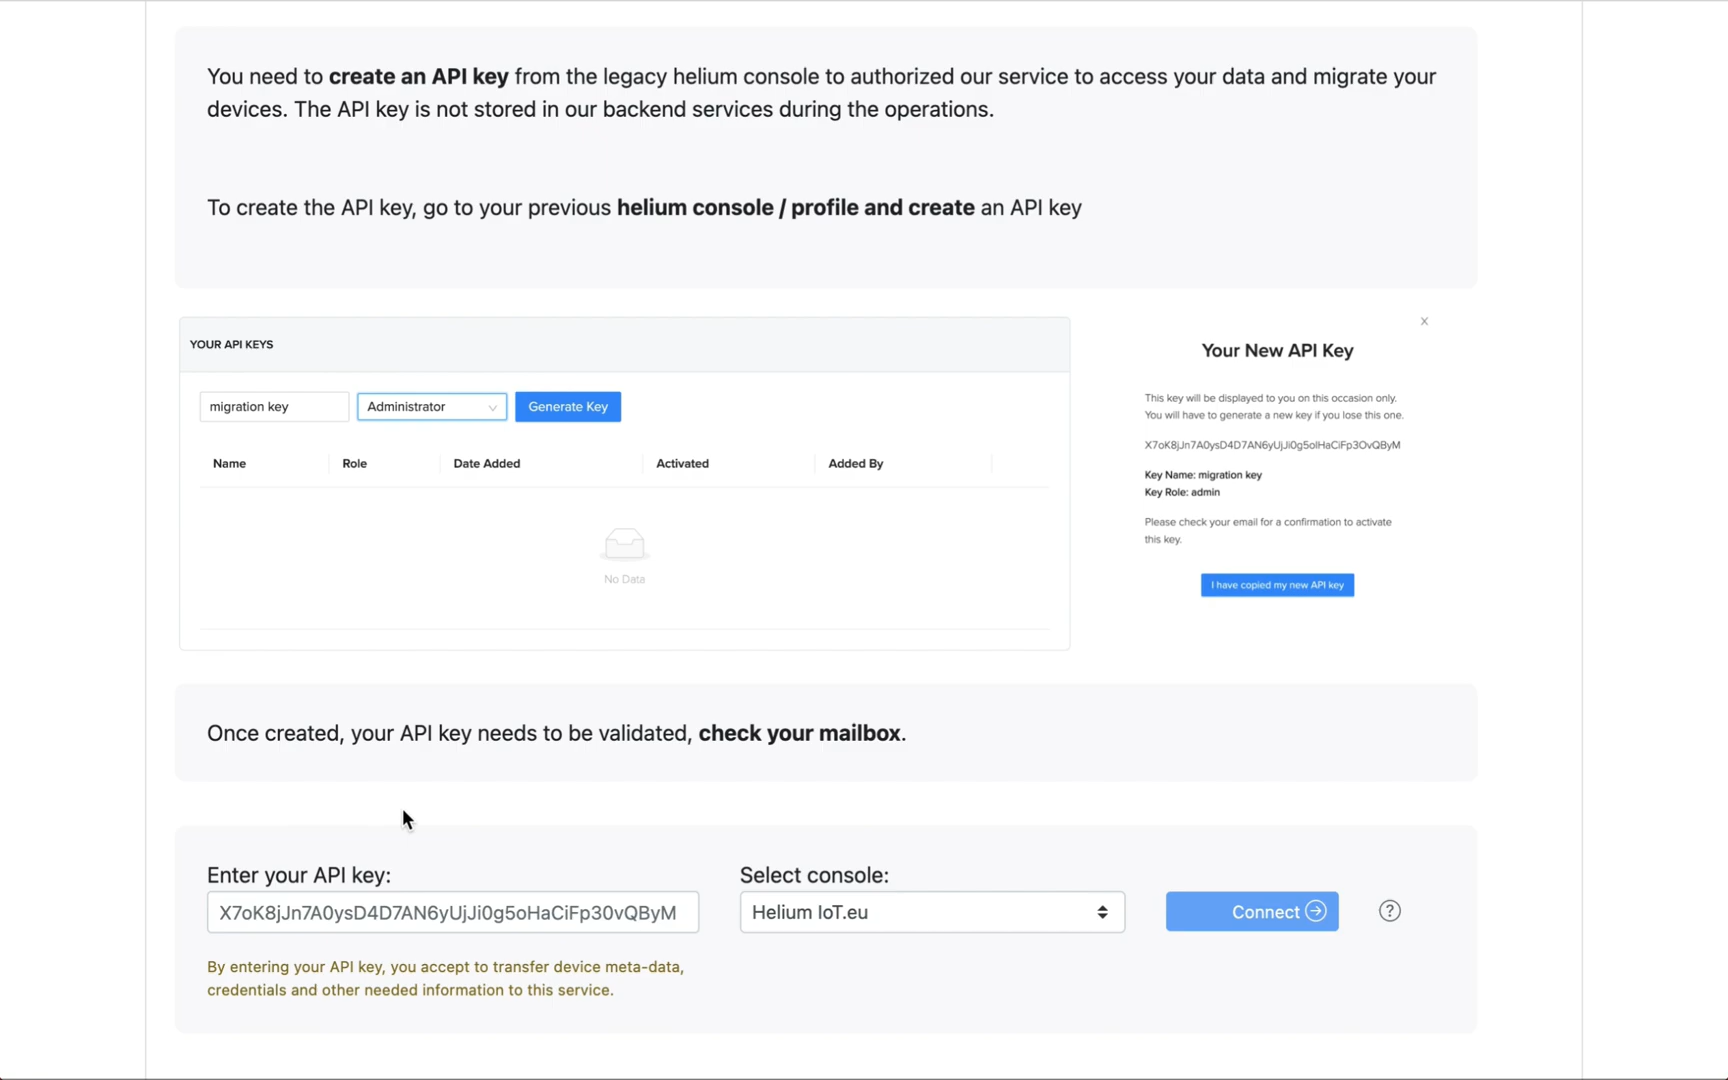 You need to create an API key from the legacy helium console to authorized our service to access your data and migrate your
devices. The API key is not stored in our backend services during the operations.
To create the API key, go to your previous helium console / profile and create an API key
YOUR API KEYS
migration key
Administrator
Generate Key
Name Role Date Added Activated Added By
No Data
x
Your New API Key
This key will be displayed to you on this occasion only.
You will have to generate a new key if you lose this one.
X7oK8jJn7A0ysD4D7AN6yUjJi0g5olHaCiFp3OvQByM
Key Name: migration key
Key Role: admin
Please check your email for a confirmation to activate
this key.
I have copied my new API key
Once created, your API key needs to be validated, check your mailbox.
Enter your API key:
X7oK8jJn7A0ysD4D7AN6yUjJi0g5oHaCiFp30vQByM
Select console:
Helium IoT.eu
Connect
?
By entering your API key, you accept to transfer device meta-data,
credentials and other needed information to this service.